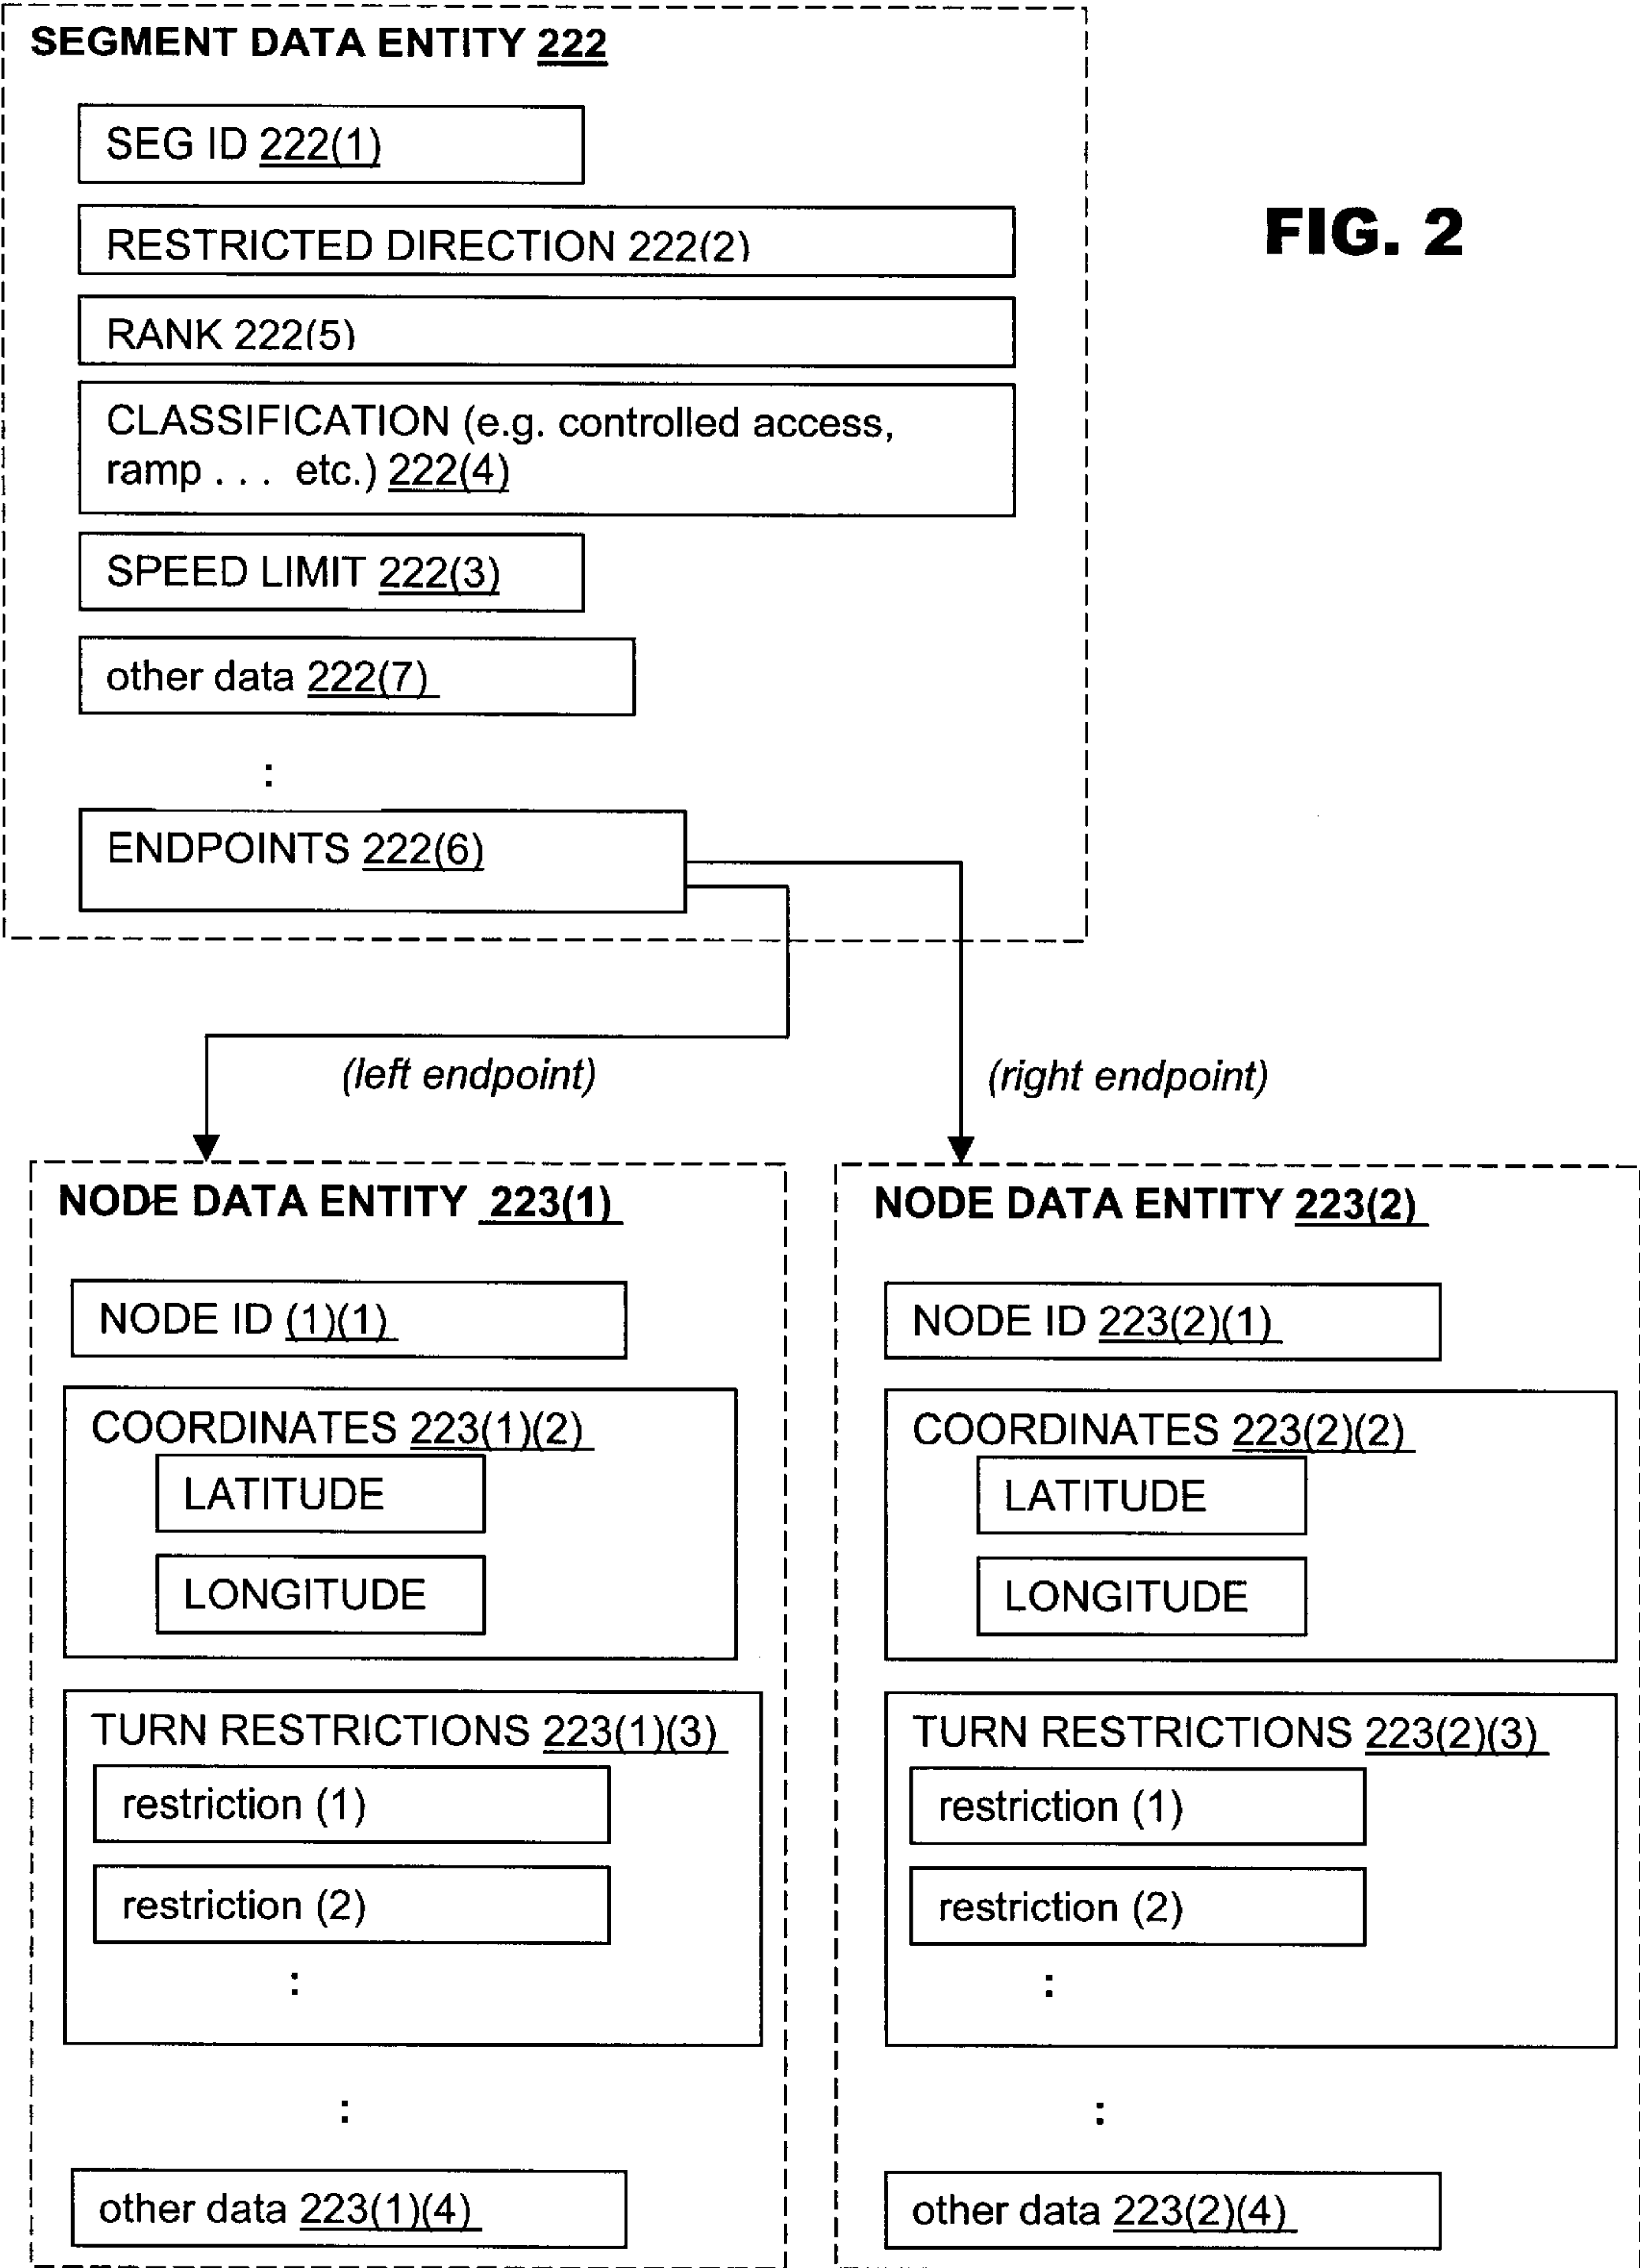 SEGMENT DATA ENTITY 222
SEG ID 222(1)
RESTRICTED DIRECTION 222(2)
RANK 222(5)
CLASSIFICATION (e.g. controlled access,
ramp . . . etc.) 222(4)
SPEED LIMIT 222(3)
other data 222(7)
:
ENDPOINTS 222(6)
FIG. 2
(left endpoint)
(right endpoint)
NODE DATA ENTITY 223(1)
NODE ID (1)(1)
COORDINATES 223(1)(2)
LATITUDE
LONGITUDE
TURN RESTRICTIONS 223(1)(3)
restriction (1)
restriction (2)
:
:
other data 223(1)(4)
NODE DATA ENTITY 223(2)
NODE ID 223(2)(1)
COORDINATES 223(2)(2)
LATITUDE
LONGITUDE
TURN RESTRICTIONS 223(2)(3)
restriction (1)
restriction (2)
:
:
other data 223(2)(4)